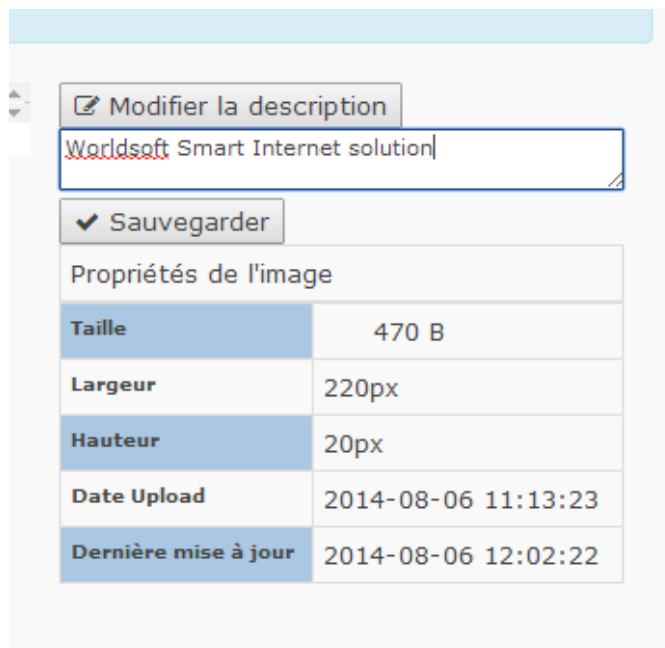 Modifier la description
Worldsoft Smart Internet solution
Sauvegarder
Propriétés de l'image
Taille 470 B
Largeur 220px
Hauteur 20px
Date Upload 2014-08-06 11:13:23
Dernière mise à jour 2014-08-06 12:02:22